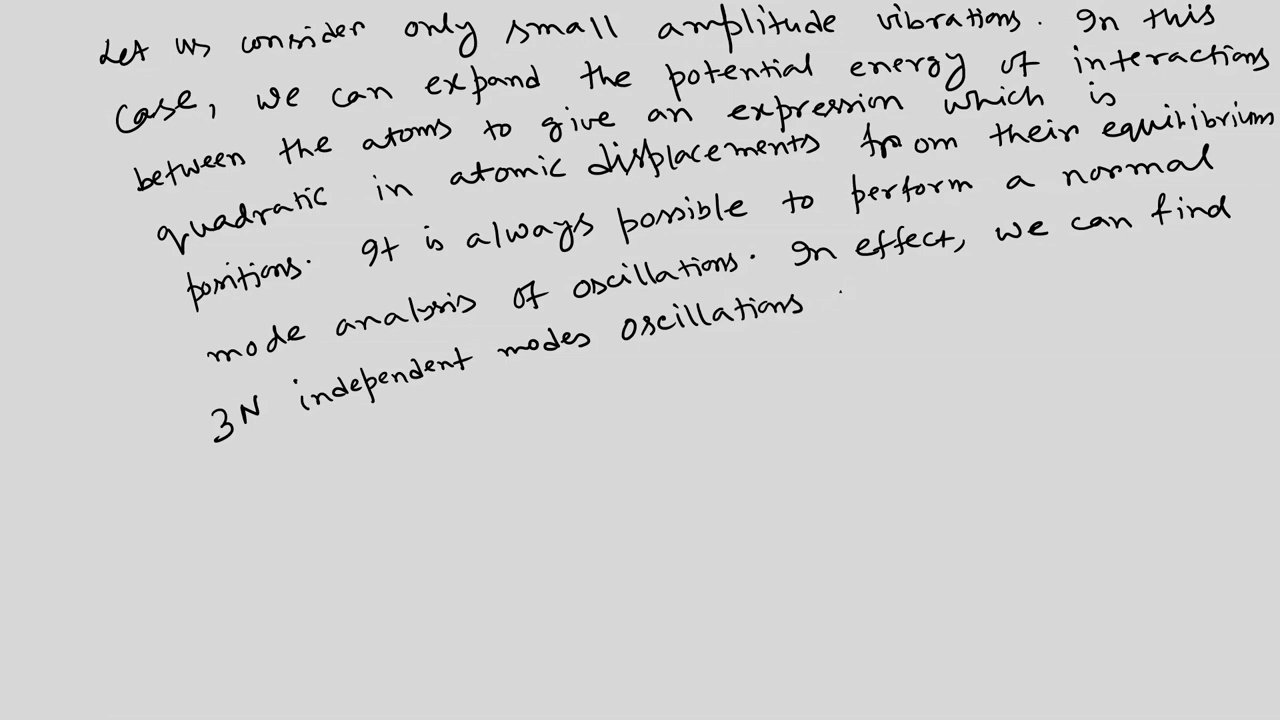 Let us consider only small amplitude vibrations. In this
case, we can expand the potential energy of interactions
between the atoms to give an expression which is
quadratic in atomic displacements from their equilibrium
positions. It is always possible to perform a normal
mode analysis of oscillations. In effect, we can find
3N independent modes oscillations